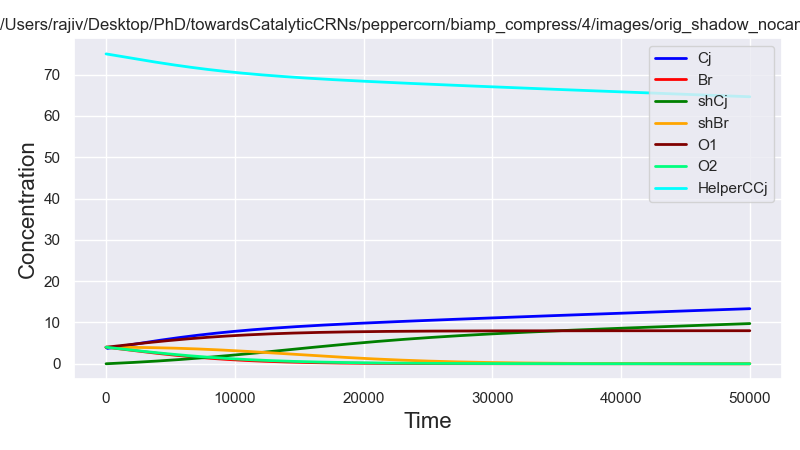 /Users/rajiv/Desktop/PhD/towardsCatalyticCRNs/peppercorn/biamp_compress/4/images/orig_shadow_nocar
Concentration
70
60
50
40
30
20
10
0
0 10000 20000 30000 40000 50000
Time
Cj
Br
shCj
shBr
O1
O2
HelperCCj